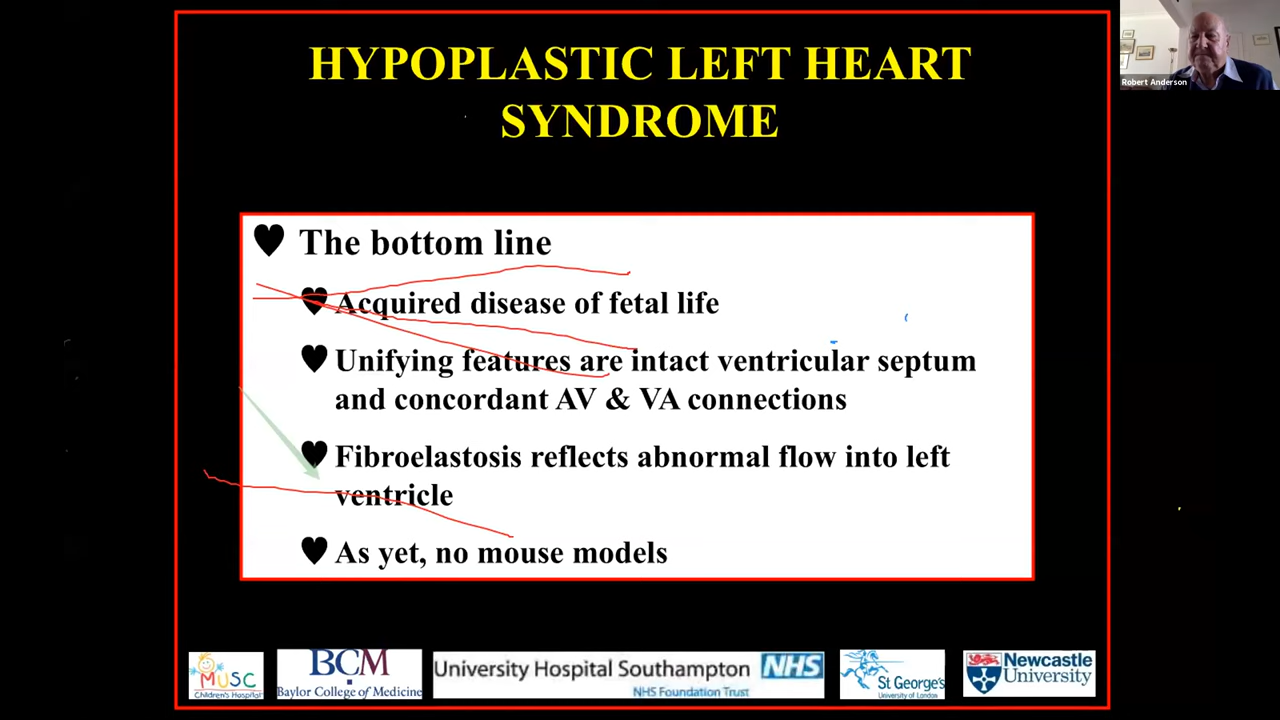 HYPOPLASTIC LEFT HEART
SYNDROME
Robert Anderson
The bottom line
Acquired disease of fetal life
Unifying features are intact ventricular septum
and concordant AV & VA connections
Fibroelastosis reflects abnormal flow into left
ventricle
As yet, no mouse models
MUSC
Children's Hospital
BCM
Baylor College of Medicine
University Hospital Southampton NHS
NHS Foundation Trust
St George's
University of London
Newcastle
University